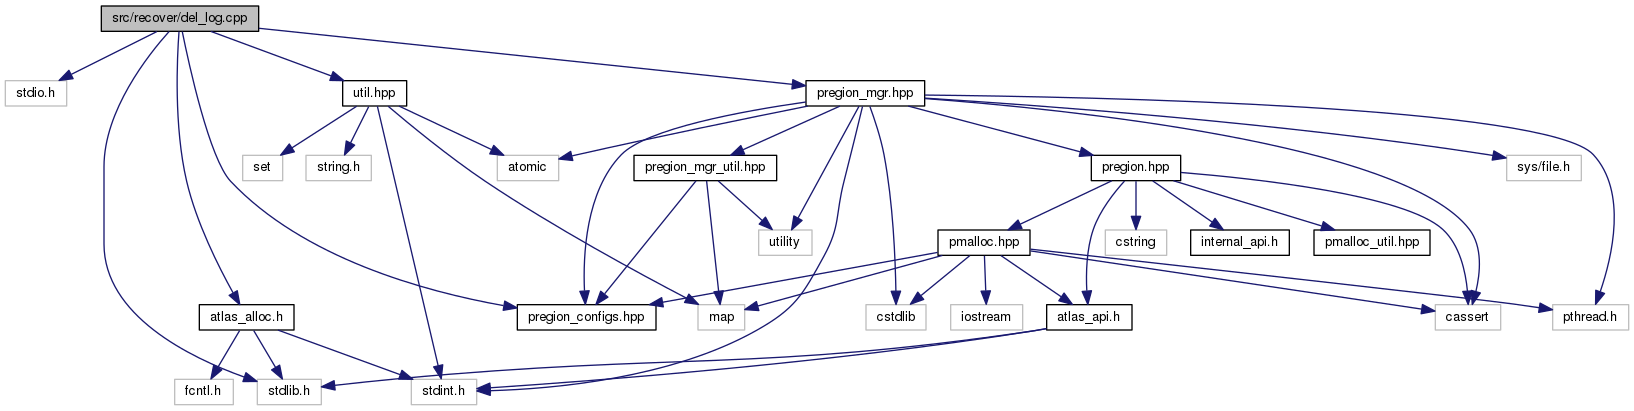 src/recover/del_log.cpp
stdio.h
util.hpp
pregion_mgr.hpp
set
string.h
atomic
pregion_mgr_util.hpp
pregion.hpp
sys/file.h
utility
pmalloc.hpp
cstring
internal_api.h
pmalloc_util.hpp
atlas_alloc.h
pregion_configs.hpp
map
cstdlib
iostream
atlas_api.h
cassert
pthread.h
fcntl.h
stdlib.h
stdint.h